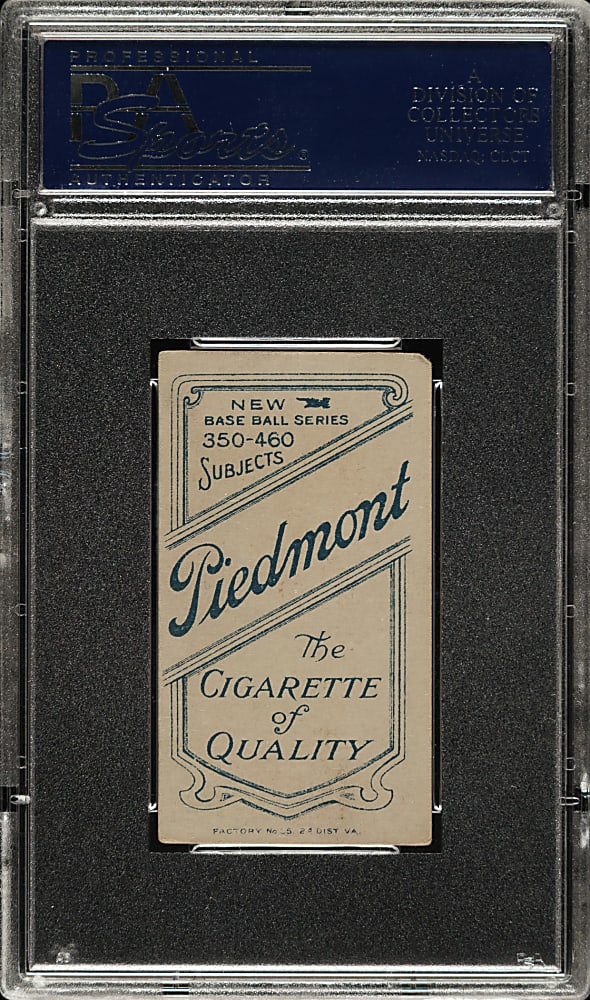 PROFESSIONAL
PSA
Sports
AUTHENTICATOR
A
DIVISION OF
COLLECTORS
UNIVERSE
NASDAQ: CLCT
NEW
BASE BALL SERIES
350-460
SUBJECTS
Piedmont
The
CIGARETTE
of
QUALITY
FACTORY No 25. 2d DIST VA.